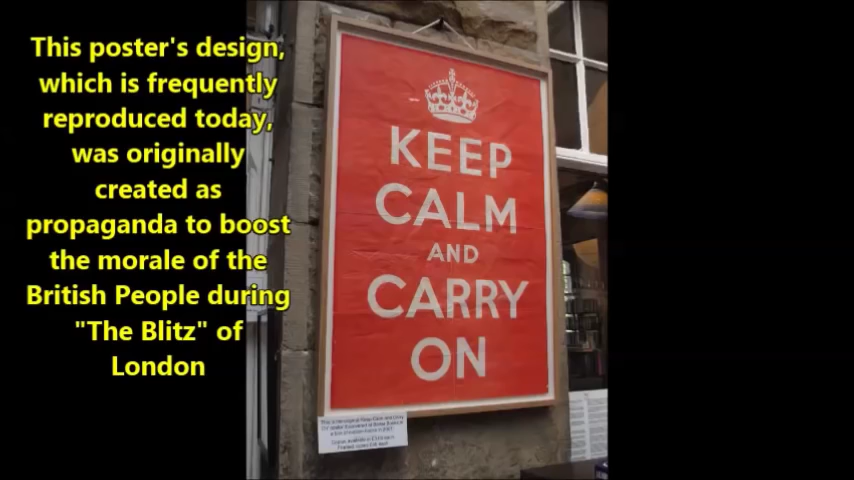 This poster's design,
which is frequently
reproduced today,
was originally
created as
propaganda to boost
the morale of the
British People during
"The Blitz" of
London
KEEP
CALM
AND
CARRY
ON